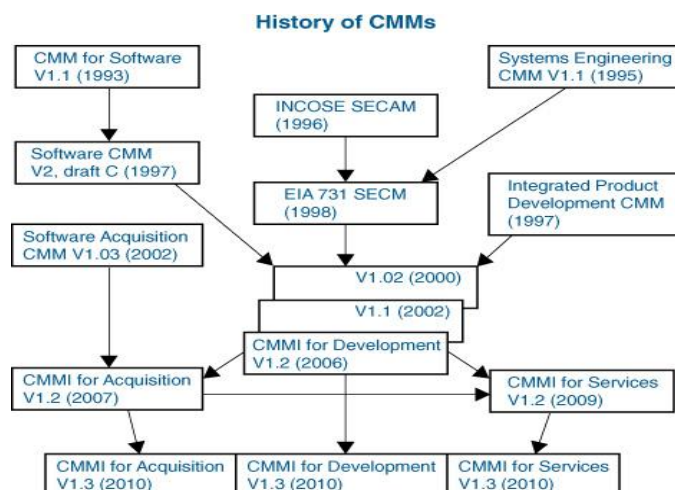 History of CMMs
CMM for Software
V1.1 (1993)
Systems Engineering
CMM V1.1 (1995)
INCOSE SECAM
(1996)
Software CMM
V2, draft C (1997)
EIA 731 SECM
(1998)
Integrated Product
Development CMM
(1997)
Software Acquisition
CMM V1.03 (2002)
V1.02 (2000)
V1.1 (2002)
CMMI for Development
V1.2 (2006)
CMMI for Acquisition
V1.2 (2007)
CMMI for Services
V1.2 (2009)
CMMI for Acquisition
V1.3 (2010)
CMMI for Development
V1.3 (2010)
CMMI for Services
V1.3 (2010)